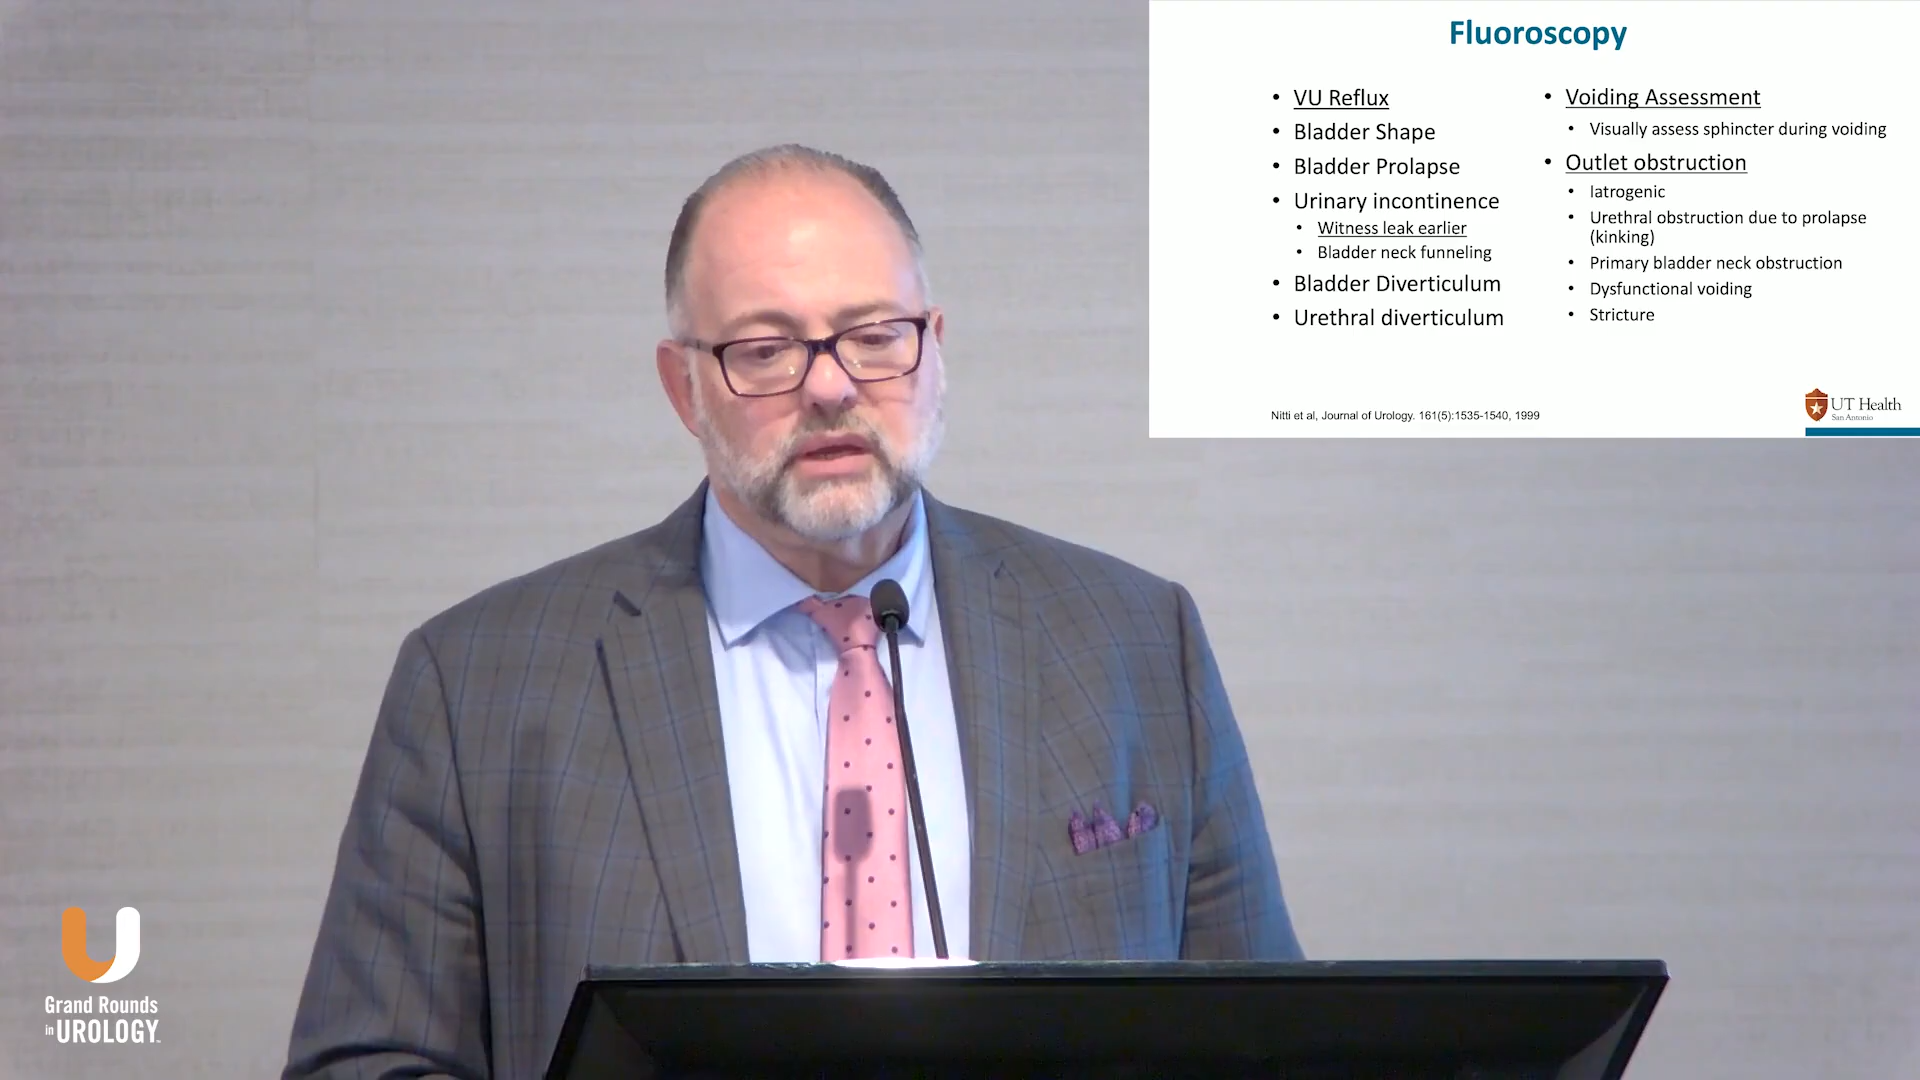 Fluoroscopy
• VU Reflux
• Bladder Shape
• Bladder Prolapse
• Urinary incontinence
• Witness leak earlier
• Bladder neck funneling
• Bladder Diverticulum
• Urethral diverticulum
• Voiding Assessment
• Visually assess sphincter during voiding
• Outlet obstruction
• Iatrogenic
• Urethral obstruction due to prolapse
(kinking)
• Primary bladder neck obstruction
• Dysfunctional voiding
• Stricture
Nitti et al, Journal of Urology. 161(5):1535-1540, 1999
UT Health
San Antonio
Grand Rounds
in UROLOGY™